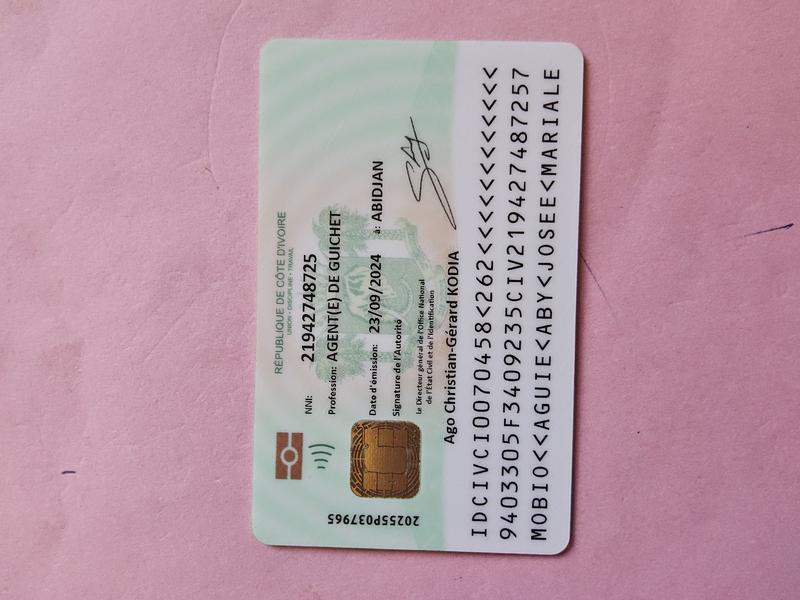 RÉPUBLIQUE DE CÔTE D'IVOIRE
UNION - DISCIPLINE - TRAVAIL
NNI: 21942748725
Profession: AGENT(E) DE GUICHET
Date d'émission: 23/09/2024 à: ABIDJAN
Signature de l'Autorité
Le Directeur général de l'Office National
de l'État Civil et de l'Identification
Ago Christian-Gérard KODIA
20255SP037965
IDCIVCI0070458<262<<<<<<<<<<<<
9403305F3409235CIV219427487257
MOBIO<<AGUIE<ABY<JOSEE<MARIALE